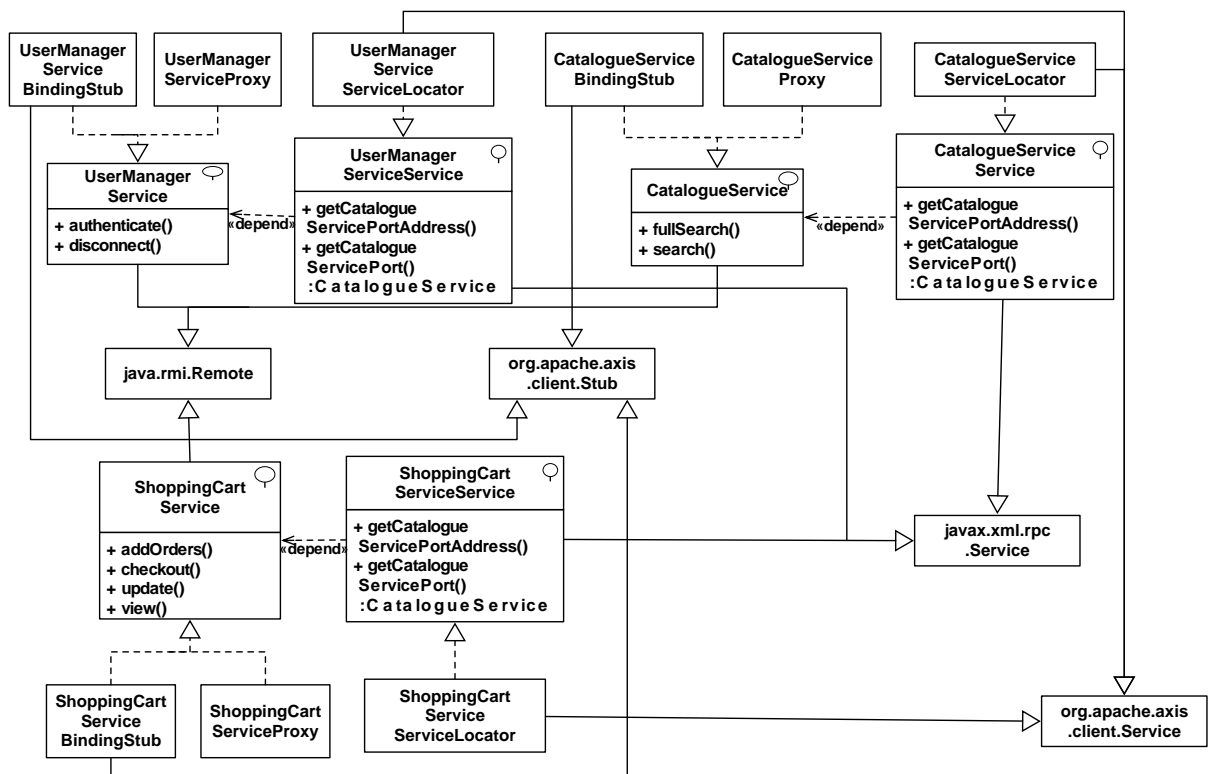 UserManager
Service
BindingStub
UserManager
ServiceProxy
UserManager
Service
ServiceLocator
CatalogueService
BindingStub
CatalogueService
Proxy
CatalogueService
ServiceLocator
UserManager
Service
+ authenticate()
+ disconnect()
«depend»
UserManager
ServiceService
+ getCatalogue
ServicePortAddress()
+ getCatalogue
ServicePort()
:CatalogueService
CatalogueService
+ fullSearch()
+ search()
«depend»
CatalogueService
Service
+ getCatalogue
ServicePortAddress()
+ getCatalogue
ServicePort()
:CatalogueService
java.rmi.Remote
org.apache.axis
.client.Stub
ShoppingCart
Service
+ addOrders()
+ checkout()
+ update()
+ view()
«depend»
ShoppingCart
ServiceService
+ getCatalogue
ServicePortAddress()
+ getCatalogue
ServicePort()
:CatalogueService
javax.xml.rpc
.Service
ShoppingCart
Service
BindingStub
ShoppingCart
ServiceProxy
ShoppingCart
Service
ServiceLocator
org.apache.axis
.client.Service